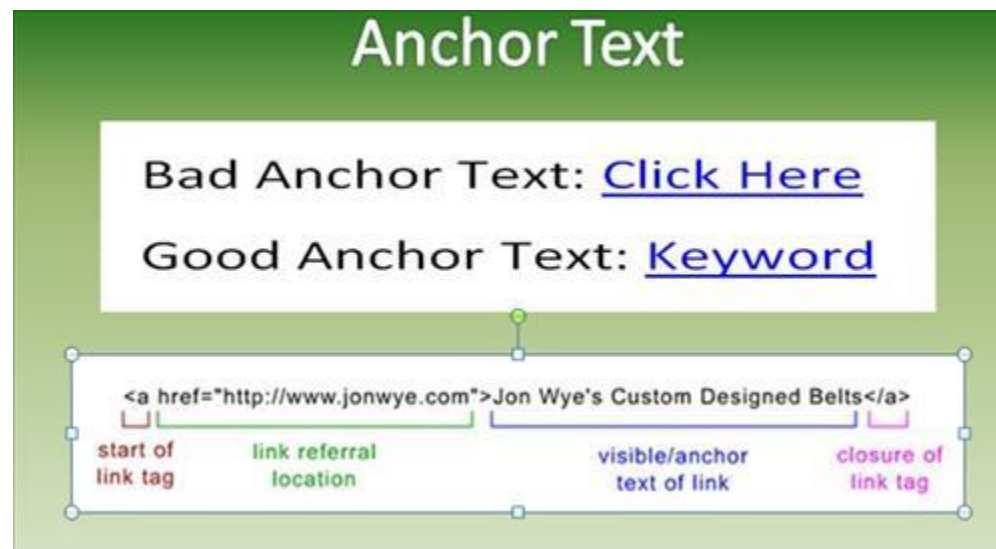 Anchor Text
Bad Anchor Text: Click Here
Good Anchor Text: Keyword
<a href="http://www.jonwye.com">Jon Wye's Custom Designed Belts</a>
start of
link tag
link referral
location
visible/anchor
text of link
closure of
link tag